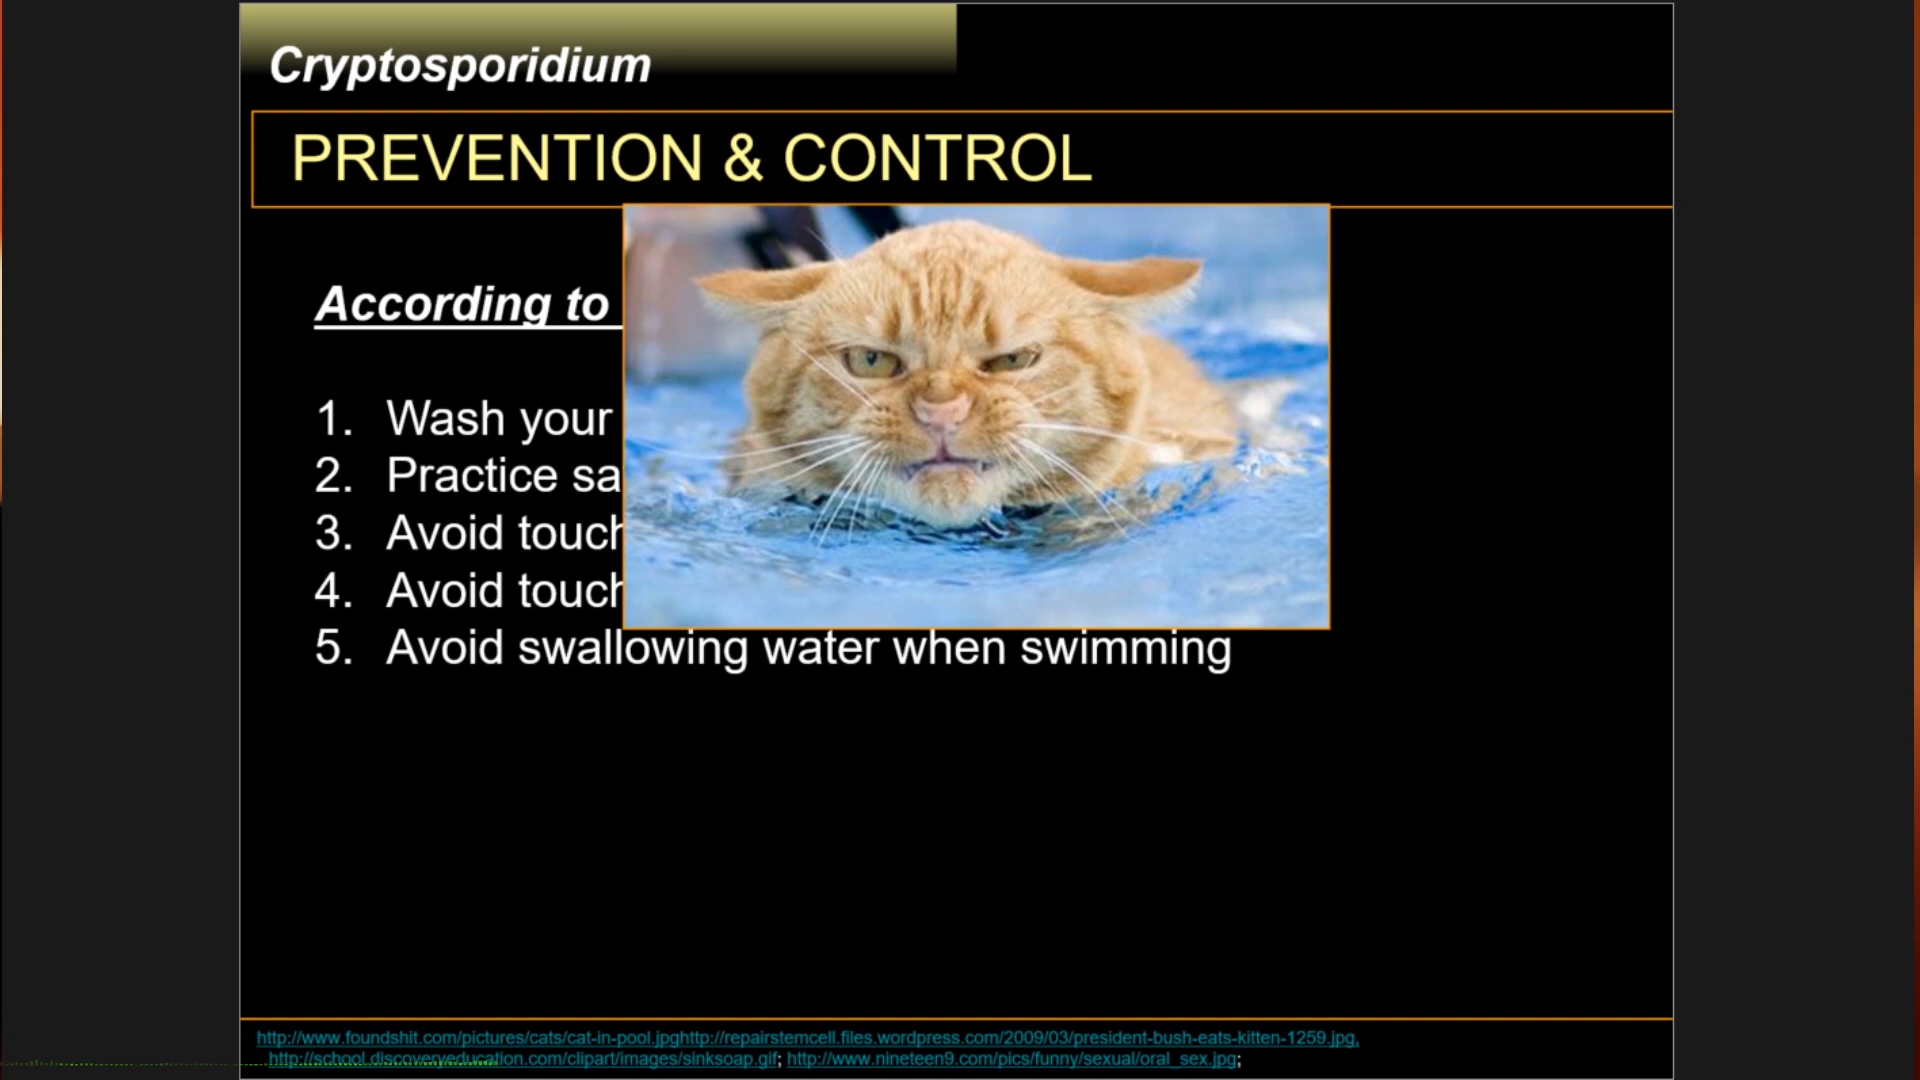 Cryptosporidium
PREVENTION & CONTROL
According to
1. Wash your
2. Practice sa
3. Avoid touch
4. Avoid touch
5. Avoid swallowing water when swimming
http://www.foundshit.com/pictures/cats/cat-in-pool.jpghttp://repairstemcell.files.wordpress.com/2009/03/president-bush-eats-kitten-1259.jpg,
http://school.discoveryeducation.com/clipart/images/sinksoap.gif; http://www.nineteen9.com/pics/funny/sexual/oral_sex.jpg;